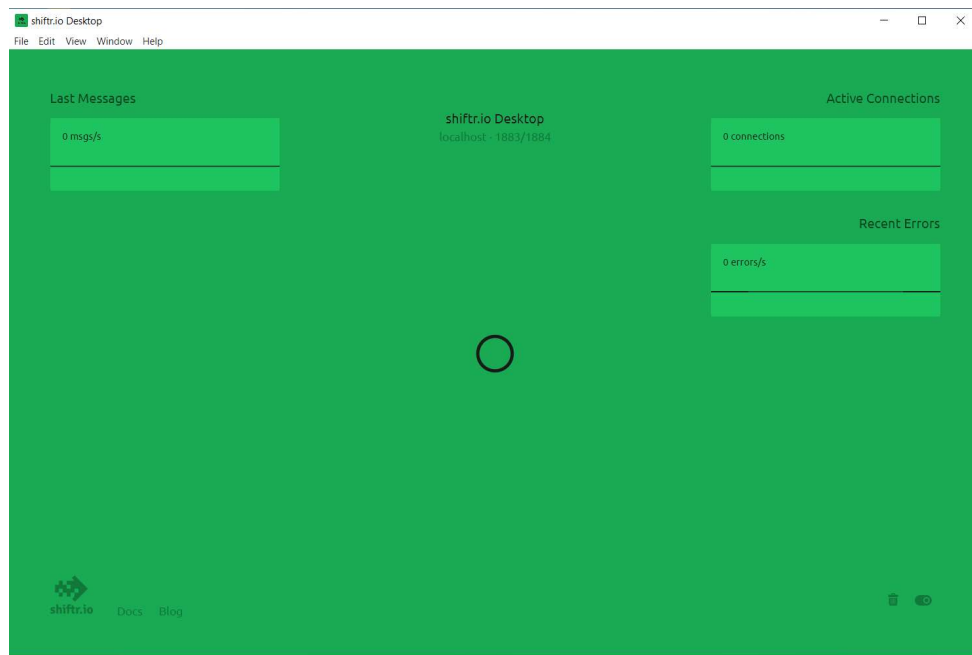 shiftr.io Desktop
File Edit View Window Help
Last Messages
0 msgs/s
shiftr.io Desktop
localhost - 1883/1884
Active Connections
0 connections
Recent Errors
0 errors/s
shiftr.io
Docs Blog